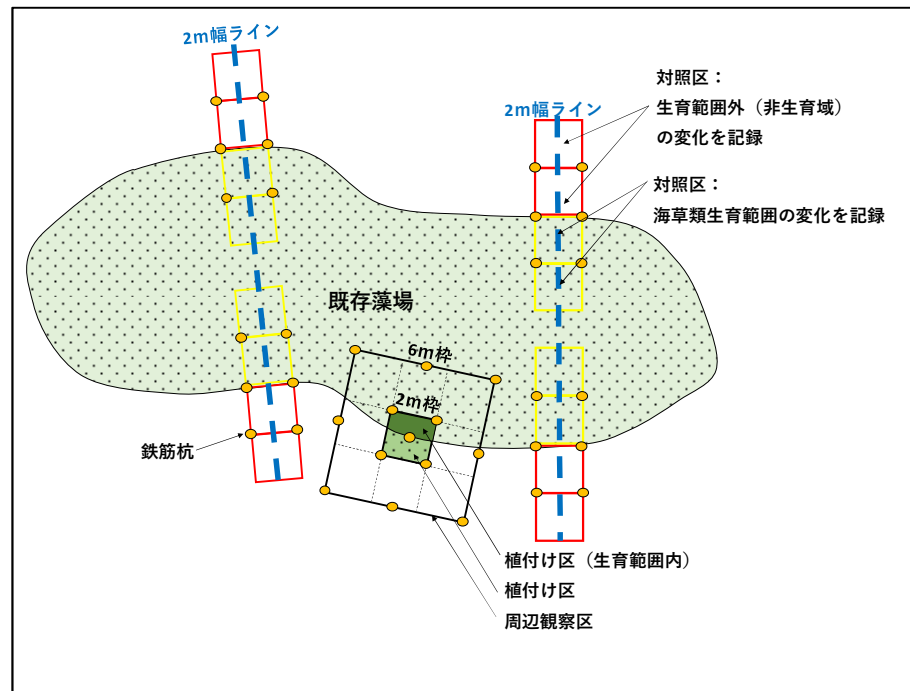 2m幅ライン
2m幅ライン
対照区：
生育範囲外（非生育域）
の変化を記録
対照区：
海草類生育範囲の変化を記録
既存藻場
6m枠
2m枠
鉄筋杭
植付け区（生育範囲内）
植付け区
周辺観察区